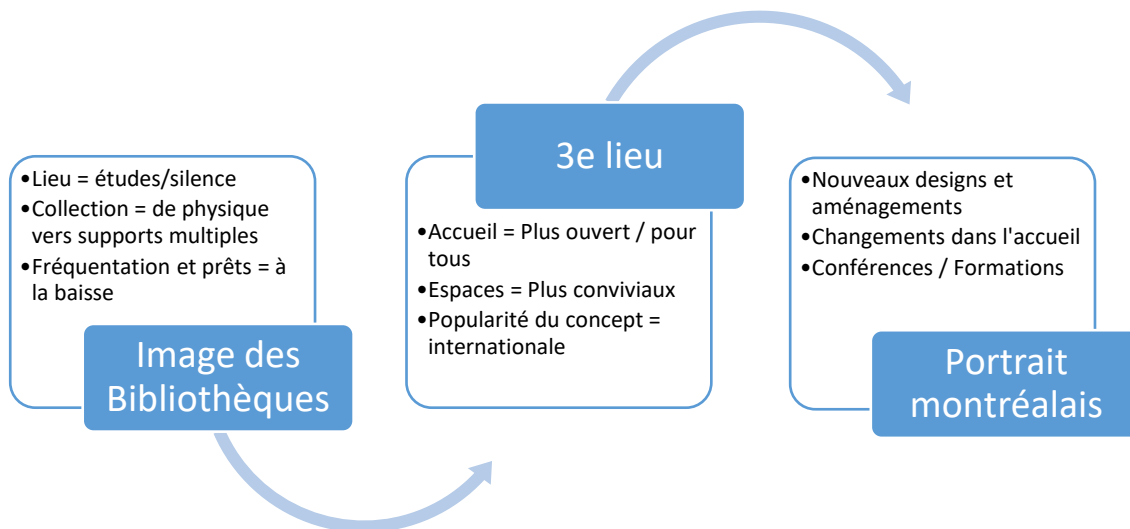 •Lieu = études/silence
•Collection = de physique
vers supports multiples
•Fréquentation et prêts = à
la baisse
Image des
Bibliothèques
3e lieu
•Accueil = Plus ouvert / pour
tous
•Espaces = Plus conviviaux
•Popularité du concept =
internationale
•Nouveaux designs et
aménagements
•Changements dans l'accueil
•Conférences / Formations
Portrait
montréalais